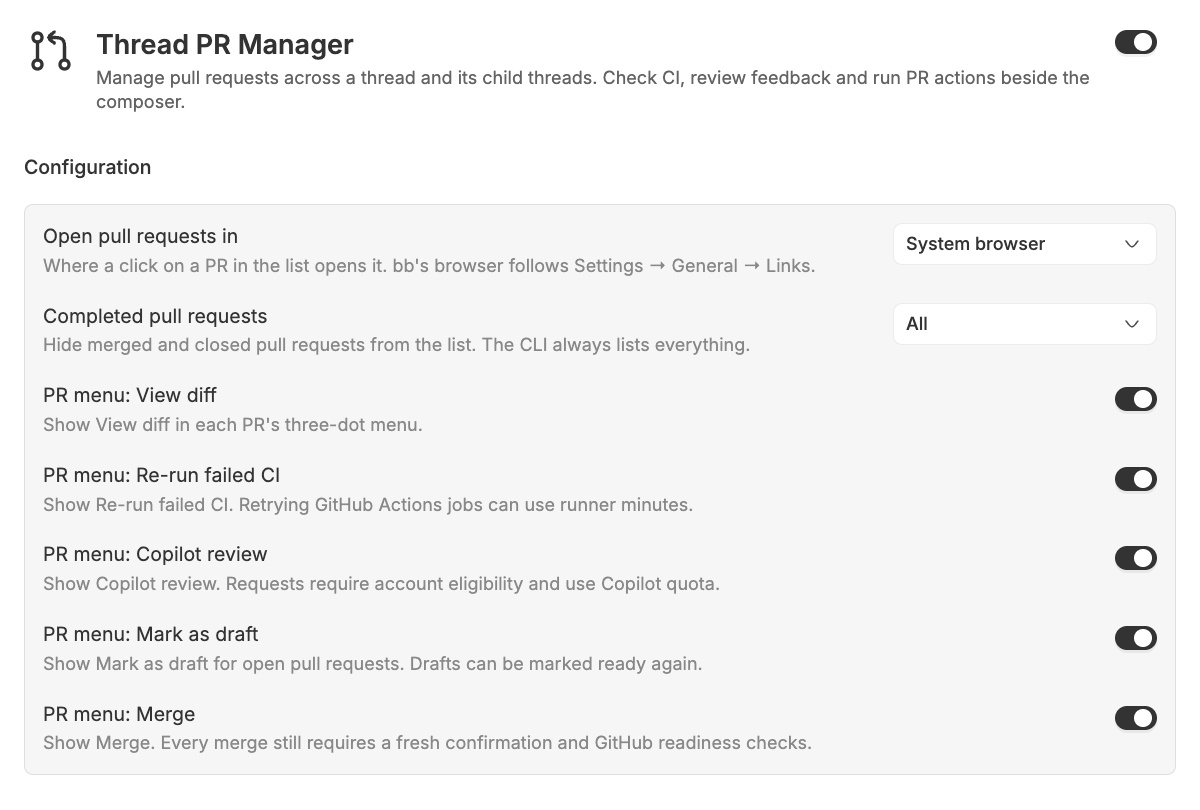 Thread PR Manager
Manage pull requests across a thread and its child threads. Check CI, review feedback and run PR actions beside the
composer.
Configuration
Open pull requests in
Where a click on a PR in the list opens it. bb's browser follows Settings → General → Links.
System browser
Completed pull requests
Hide merged and closed pull requests from the list. The CLI always lists everything.
All
PR menu: View diff
Show View diff in each PR's three-dot menu.
PR menu: Re-run failed CI
Show Re-run failed CI. Retrying GitHub Actions jobs can use runner minutes.
PR menu: Copilot review
Show Copilot review. Requests require account eligibility and use Copilot quota.
PR menu: Mark as draft
Show Mark as draft for open pull requests. Drafts can be marked ready again.
PR menu: Merge
Show Merge. Every merge still requires a fresh confirmation and GitHub readiness checks.